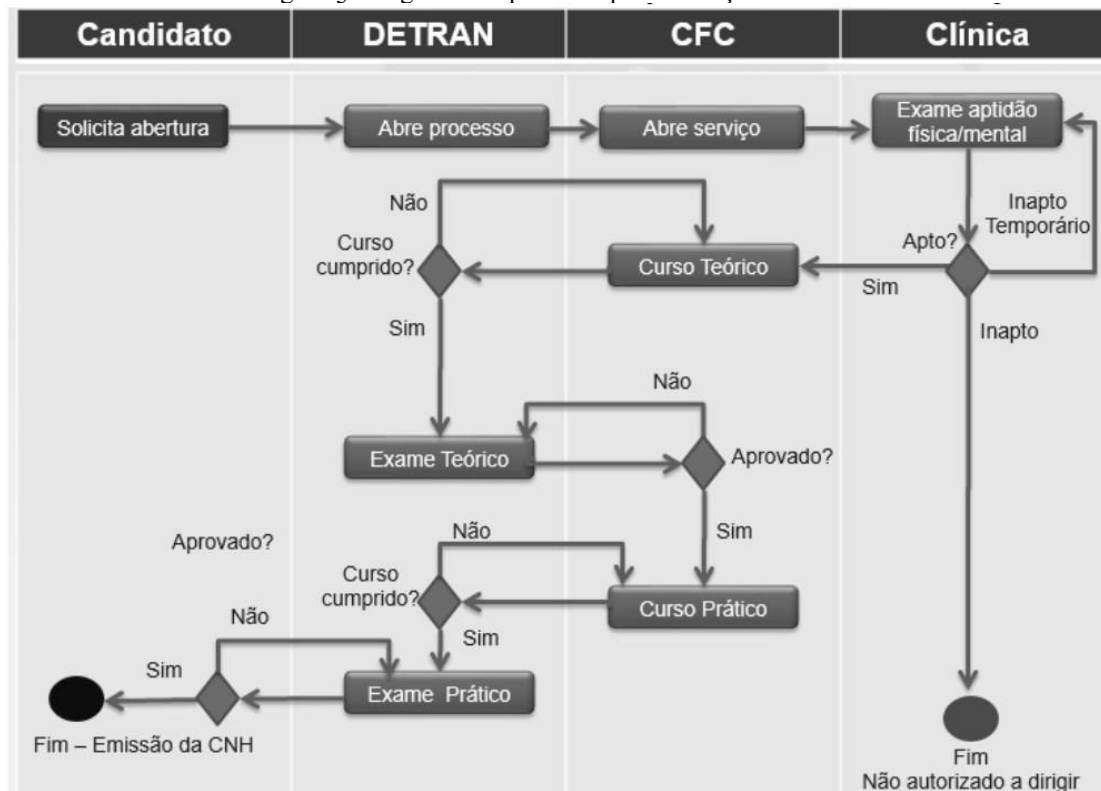 Candidato
DETRAN
CFC
Clínica
Solicita abertura
Abre processo
Abre serviço
Exame aptidão
física/mental
Não
Inapto
Temporário
Curso
cumprido?
Curso Teórico
Apto?
Sim
Sim
Inapto
Não
Exame Teórico
Aprovado?
Sim
Aprovado?
Não
Curso
cumprido?
Curso Prático
Não
Sim
Sim
Exame Prático
Fim – Emissão da CNH
Fim
Não autorizado a dirigir